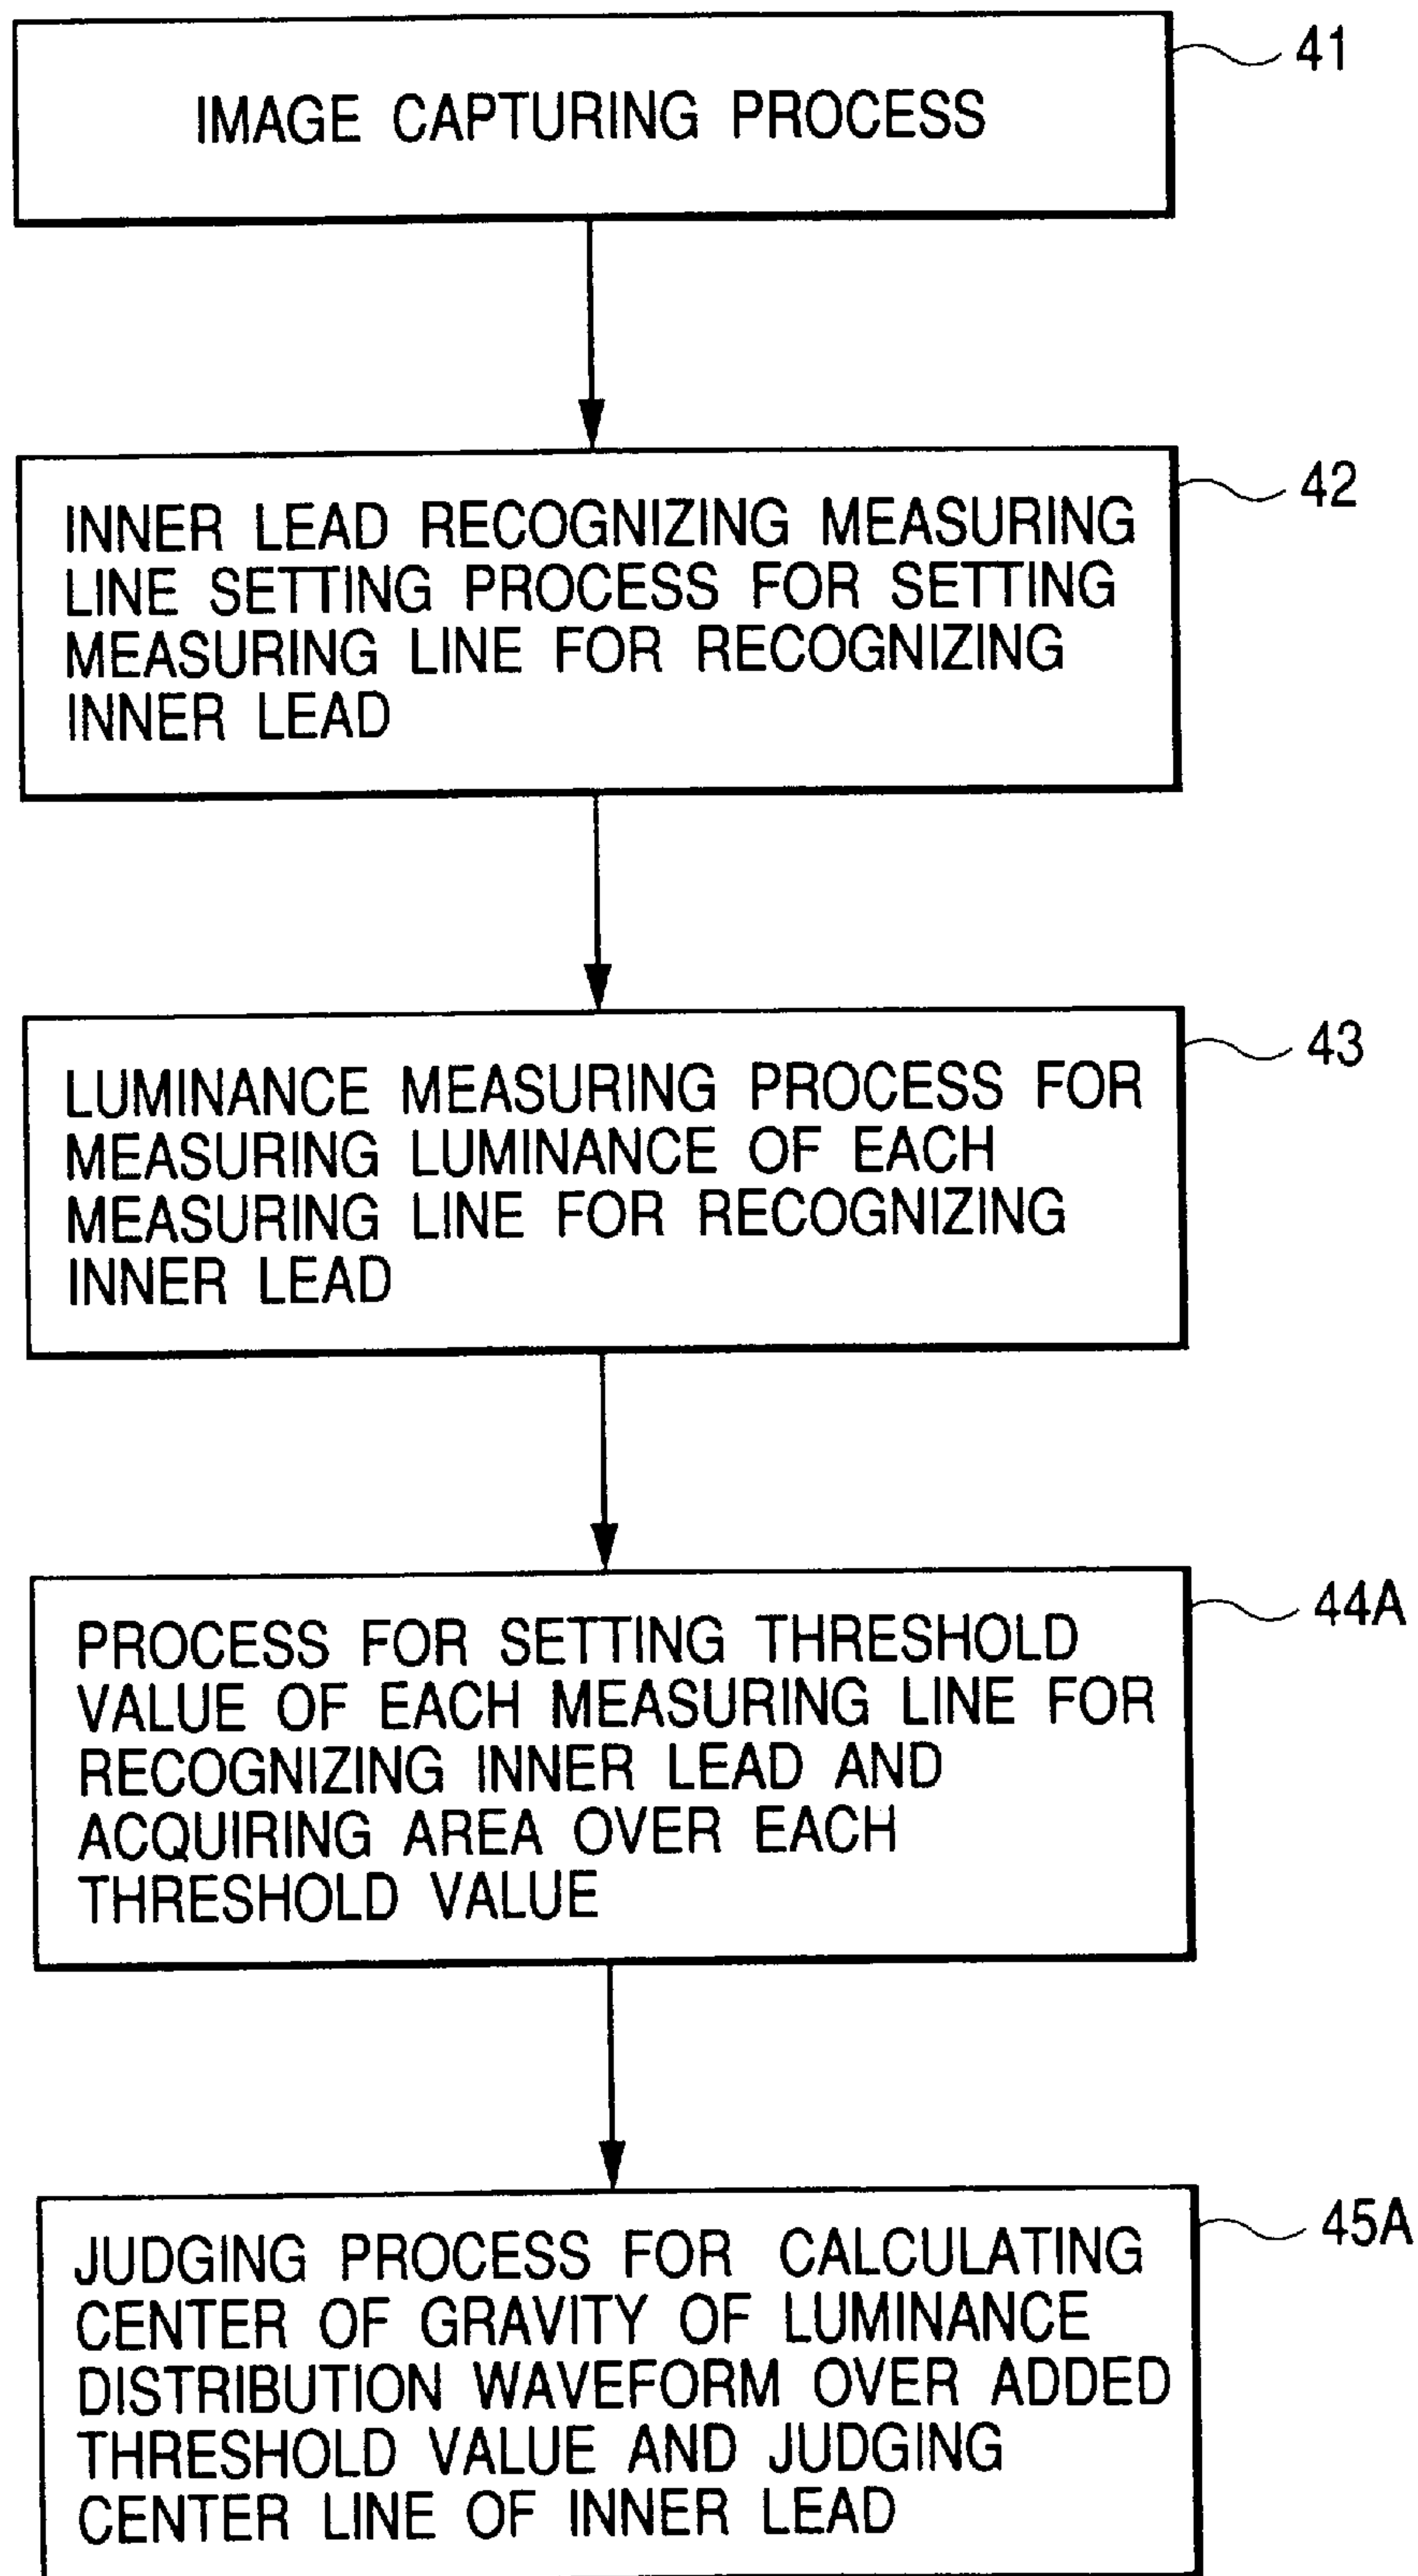 IMAGE CAPTURING PROCESS
41
INNER LEAD RECOGNIZING MEASURING
LINE SETTING PROCESS FOR SETTING
MEASURING LINE FOR RECOGNIZING
INNER LEAD
42
LUMINANCE MEASURING PROCESS FOR
MEASURING LUMINANCE OF EACH
MEASURING LINE FOR RECOGNIZING
INNER LEAD
43
PROCESS FOR SETTING THRESHOLD
VALUE OF EACH MEASURING LINE FOR
RECOGNIZING INNER LEAD AND
ACQUIRING AREA OVER EACH
THRESHOLD VALUE
44A
JUDGING PROCESS FOR CALCULATING
CENTER OF GRAVITY OF LUMINANCE
DISTRIBUTION WAVEFORM OVER ADDED
THRESHOLD VALUE AND JUDGING
CENTER LINE OF INNER LEAD
45A